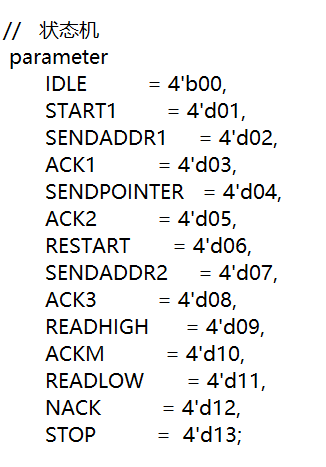 // 状态机
parameter
IDLE = 4'b00,
START1 = 4'd01,
SENDADDR1 = 4'd02,
ACK1 = 4'd03,
SENDPOINTER = 4'd04,
ACK2 = 4'd05,
RESTART = 4'd06,
SENDADDR2 = 4'd07,
ACK3 = 4'd08,
READHIGH = 4'd09,
ACKM = 4'd10,
READLOW = 4'd11,
NACK = 4'd12,
STOP = 4'd13;